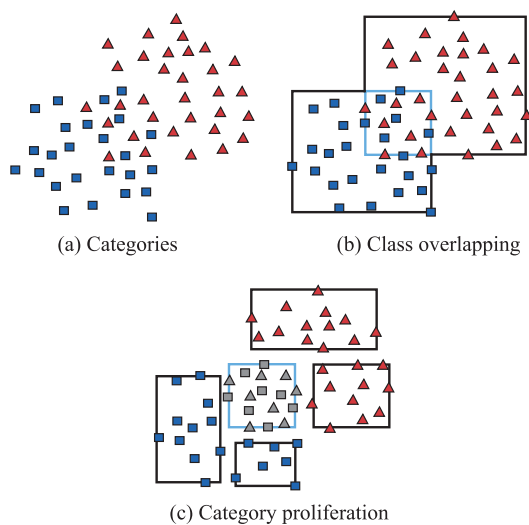 (a) Categories
(b) Class overlapping
(c) Category proliferation